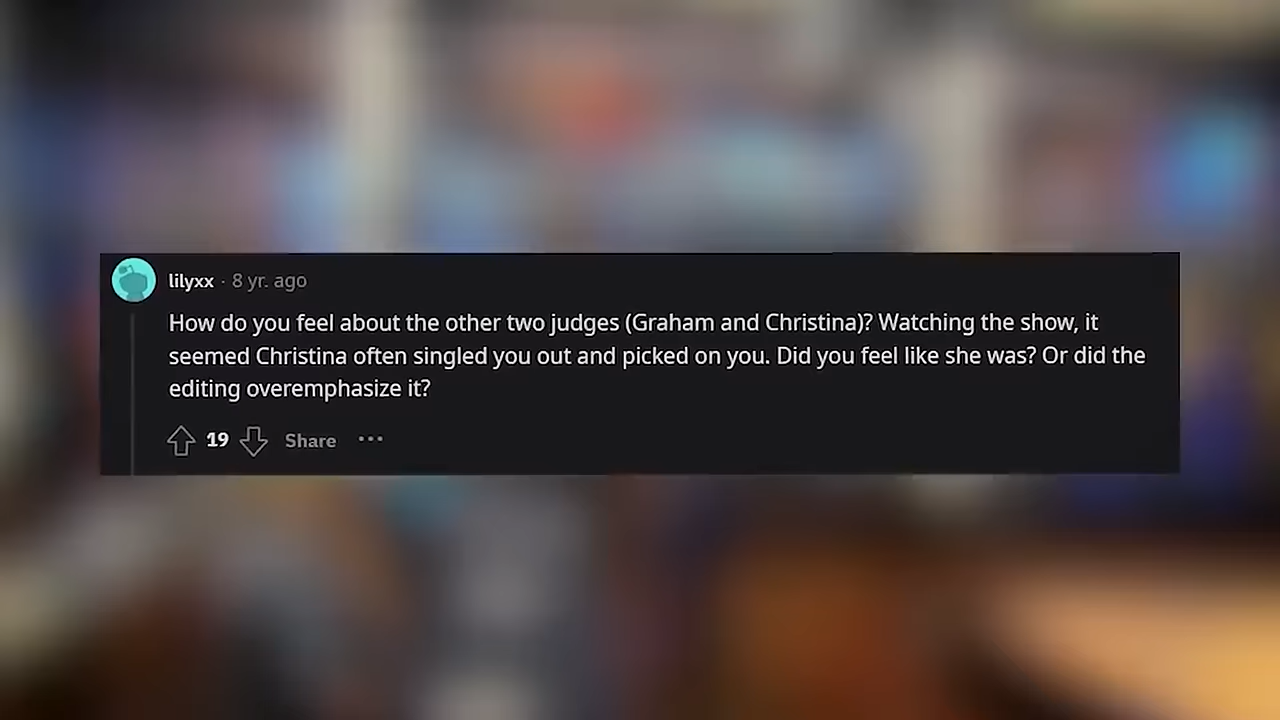 lilyxx · 8 yr. ago
How do you feel about the other two judges (Graham and Christina)? Watching the show, it
seemed Christina often singled you out and picked on you. Did you feel like she was? Or did the
editing overemphasize it?
19 Share ···